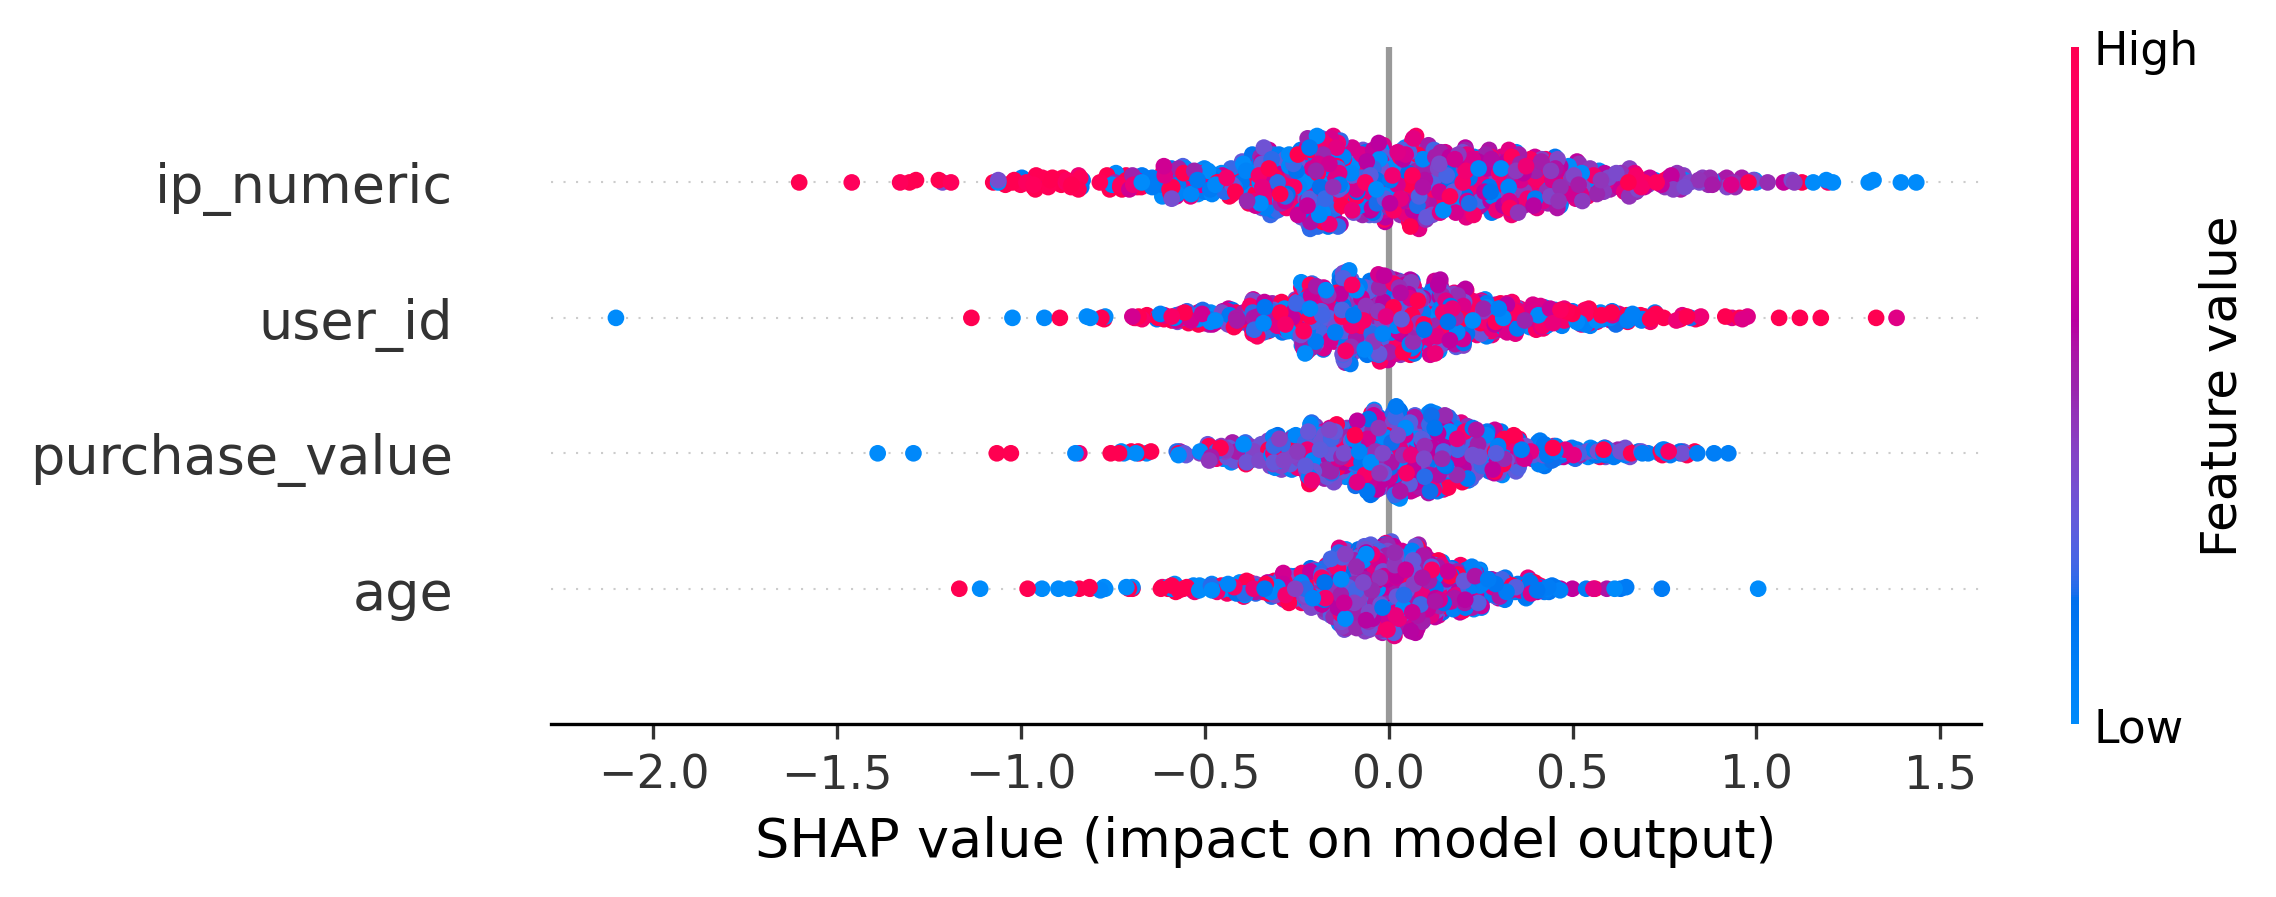 High
ip_numeric
user_id
purchase_value
age
Feature value
Low
−2.0 −1.5 −1.0 −0.5 0.0 0.5 1.0 1.5
SHAP value (impact on model output)